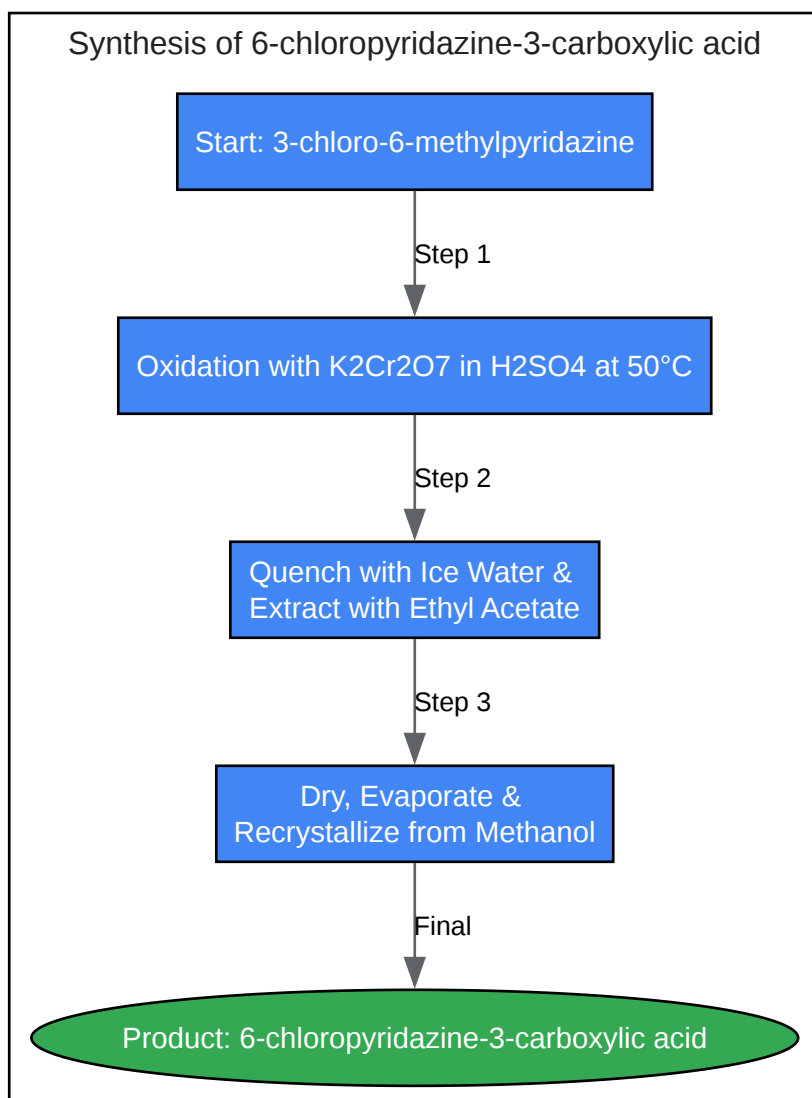 Synthesis of 6-chloropyridazine-3-carboxylic acid
Start: 3-chloro-6-methylpyridazine
Step 1
Oxidation with K2Cr2O7 in H2SO4 at 50°C
Step 2
Quench with Ice Water &
Extract with Ethyl Acetate
Step 3
Dry, Evaporate &
Recrystallize from Methanol
Final
Product: 6-chloropyridazine-3-carboxylic acid